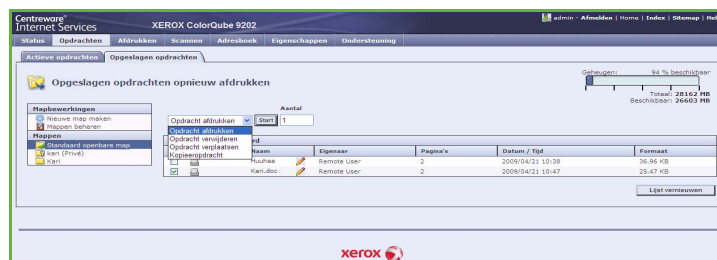 Centreware®
Internet Services
XEROX ColorQube 9202
admin - Afmelden | Home | Index | Sitemap | Hel
Status Opdrachten Afdrukken Scannen Adresboek Eigenschappen Ondersteuning
Actieve opdrachten Opgeslagen opdrachten
Opgeslagen opdrachten opnieuw afdrukken
Geheugen: 94 % beschikbaar
Totaal: 28162 MB
Beschikbaar: 26603 MB
Mapbewerkingen
Nieuwe map maken
Mappen beheren
Mappen
Standaard openbare map
kari (Privé)
Kari
Aantal
Opdracht afdrukken Start 1
Opdracht afdrukken
Opdracht verwijderen
Opdracht verplaatsen
Kopieeropdracht
rd
Naam Eigenaar Pagina's Datum / Tijd Formaat
Huuhaa Remote User 2 2009/04/21 10:38 36.96 KB
Kari.doc Remote User 2 2009/04/21 10:47 25.47 KB
Lijst vernieuwen
xerox